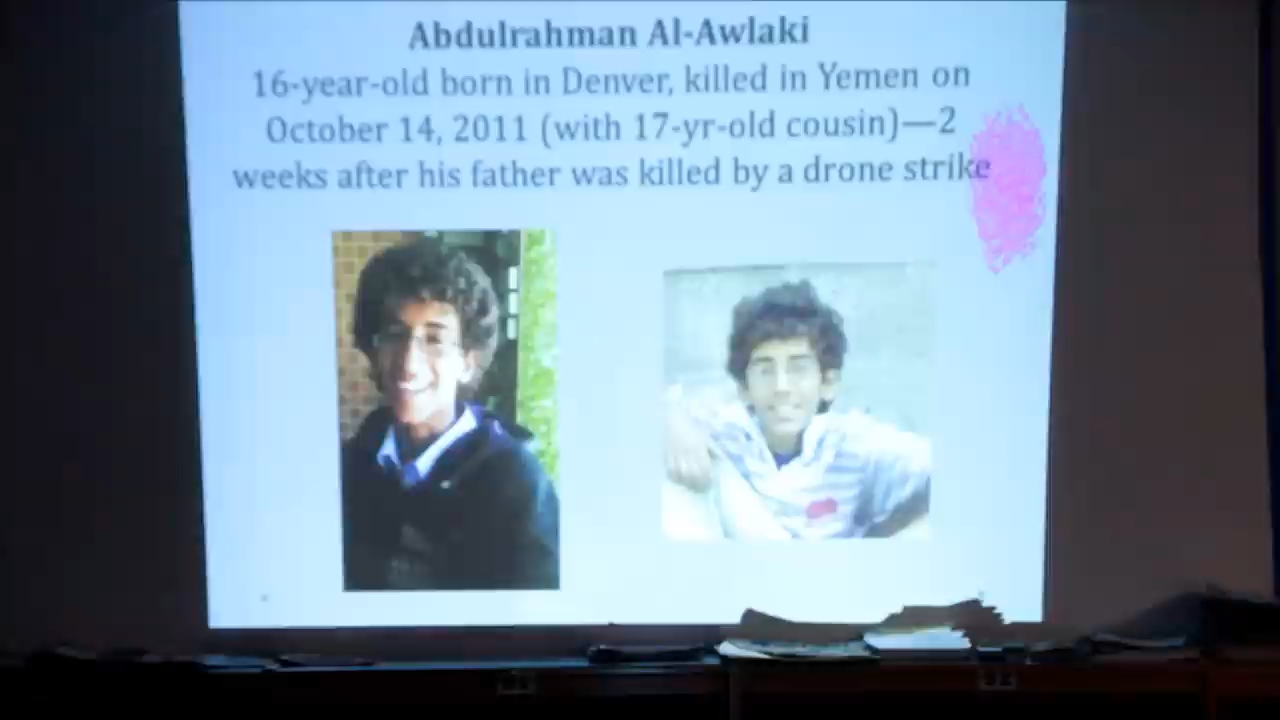 Abdulrahman Al-Awlaki
16-year-old born in Denver, killed in Yemen on
October 14, 2011 (with 17-yr-old cousin)—2
weeks after his father was killed by a drone strike